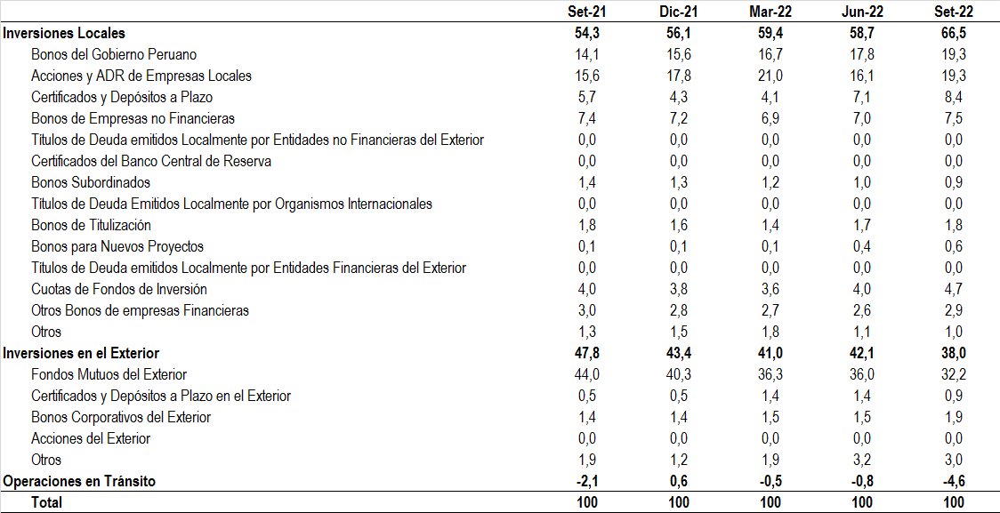 Set-21 Dic-21 Mar-22 Jun-22 Set-22
Inversiones Locales 54,3 56,1 59,4 58,7 66,5
Bonos del Gobierno Peruano 14,1 15,6 16,7 17,8 19,3
Acciones y ADR de Empresas Locales 15,6 17,8 21,0 16,1 19,3
Certificados y Depósitos a Plazo 5,7 4,3 4,1 7,1 8,4
Bonos de Empresas no Financieras 7,4 7,2 6,9 7,0 7,5
Títulos de Deuda emitidos Localmente por Entidades no Financieras del Exterior 0,0 0,0 0,0 0,0 0,0
Certificados del Banco Central de Reserva 0,0 0,0 0,0 0,0 0,0
Bonos Subordinados 1,4 1,3 1,2 1,0 0,9
Títulos de Deuda Emitidos Localmente por Organismos Internacionales 0,0 0,0 0,0 0,0 0,0
Bonos de Titulización 1,8 1,6 1,4 1,7 1,8
Bonos para Nuevos Proyectos 0,1 0,1 0,1 0,4 0,6
Títulos de Deuda emitidos Localmente por Entidades Financieras del Exterior 0,0 0,0 0,0 0,0 0,0
Cuotas de Fondos de Inversión 4,0 3,8 3,6 4,0 4,7
Otros Bonos de empresas Financieras 3,0 2,8 2,7 2,6 2,9
Otros 1,3 1,5 1,8 1,1 1,0
Inversiones en el Exterior 47,8 43,4 41,0 42,1 38,0
Fondos Mutuos del Exterior 44,0 40,3 36,3 36,0 32,2
Certificados y Depósitos a Plazo en el Exterior 0,5 0,5 1,4 1,4 0,9
Bonos Corporativos del Exterior 1,4 1,4 1,5 1,5 1,9
Acciones del Exterior 0,0 0,0 0,0 0,0 0,0
Otros 1,9 1,2 1,9 3,2 3,0
Operaciones en Tránsito -2,1 0,6 -0,5 -0,8 -4,6
Total 100 100 100 100 100